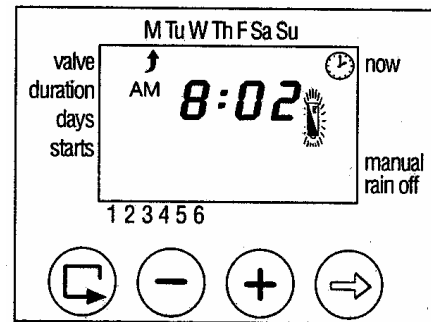 M Tu W Th F Sa Su
valve
now
duration
AM 8:02
days
starts
manual
rain off
1 2 3 4 5 6